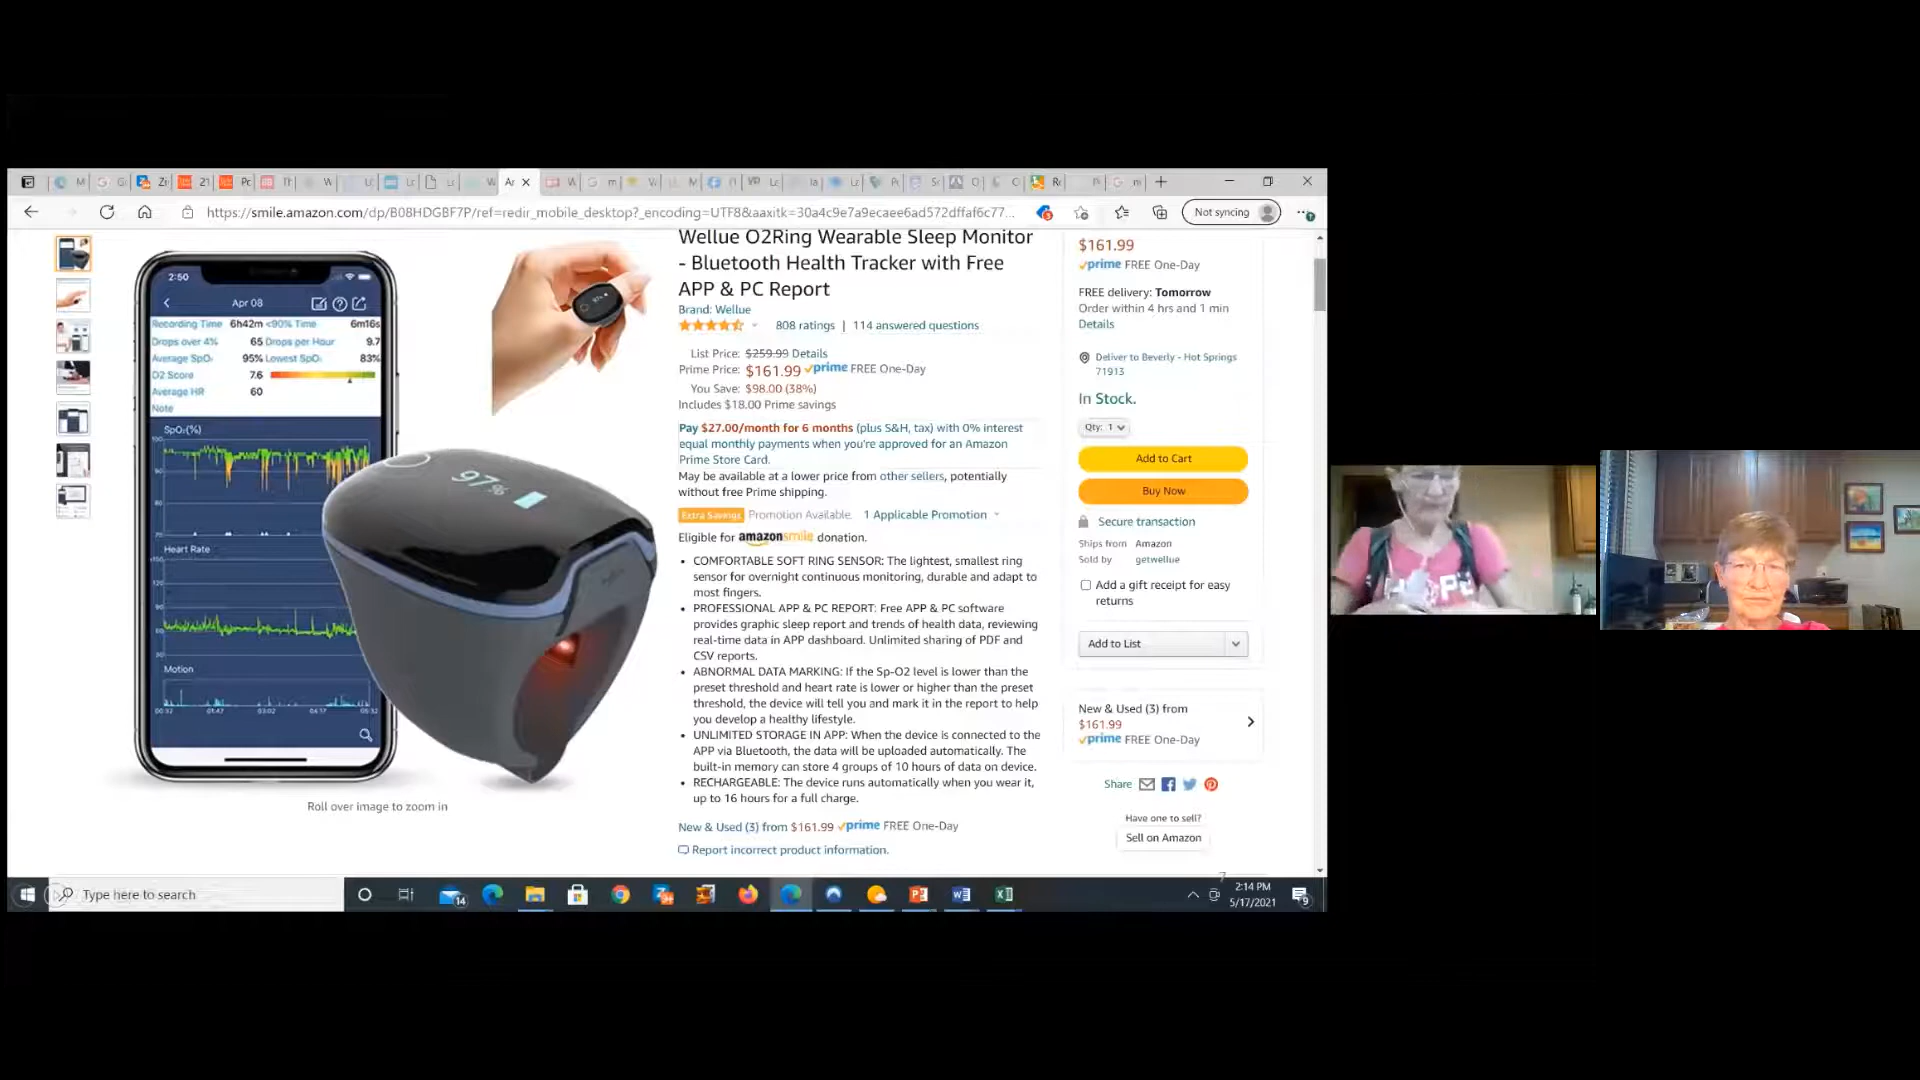 https://smile.amazon.com/dp/B08HDGBF7P/ref=redir_mobile_desktop?_encoding=UTF8&aaxitk=30a4c9e7a9ecaee6ad572dffaf6c77...
Not syncing
2:50
Apr 08
Recording Time 6h42m <90% Time 6m16s
Drops over 4% 65 Drops per Hour 9.7
Average SpO₂ 95% Lowest SpO₂ 83%
O2 Score 7.6
Average HR 60
Note
SpO₂(%)
Heart Rate
Motion
97%
Roll over image to zoom in
Wellue O2Ring Wearable Sleep Monitor
- Bluetooth Health Tracker with Free
APP & PC Report
Brand: Wellue
808 ratings | 114 answered questions
List Price: $259.99 Details
Prime Price: $161.99 prime FREE One-Day
You Save: $98.00 (38%)
Includes $18.00 Prime savings
Pay $27.00/month for 6 months (plus S&H, tax) with 0% interest
equal monthly payments when you're approved for an Amazon
Prime Store Card.
May be available at a lower price from other sellers, potentially
without free Prime shipping.
Extra Savings Promotion Available. 1 Applicable Promotion
Eligible for amazonsmile donation.
• COMFORTABLE SOFT RING SENSOR: The lightest, smallest ring
sensor for overnight continuous monitoring, durable and adapt to
most fingers.
• PROFESSIONAL APP & PC REPORT: Free APP & PC software
provides graphic sleep report and trends of health data, reviewing
real-time data in APP dashboard. Unlimited sharing of PDF and
CSV reports.
• ABNORMAL DATA MARKING: If the Sp-O2 level is lower than the
preset threshold and heart rate is lower or higher than the preset
threshold, the device will tell you and mark it in the report to help
you develop a healthy lifestyle.
• UNLIMITED STORAGE IN APP: When the device is connected to the
APP via Bluetooth, the data will be uploaded automatically. The
built-in memory can store 4 groups of 10 hours of data on device.
• RECHARGEABLE: The device runs automatically when you wear it,
up to 16 hours for a full charge.
New & Used (3) from $161.99 prime FREE One-Day
Report incorrect product information.
$161.99
prime FREE One-Day
FREE delivery: Tomorrow
Order within 4 hrs and 1 min
Details
Deliver to Beverly - Hot Springs
71913
In Stock.
Qty: 1
Add to Cart
Buy Now
Secure transaction
Ships from Amazon
Sold by getwellue
Add a gift receipt for easy
returns
Add to List
New & Used (3) from
$161.99
prime FREE One-Day
Share
Have one to sell?
Sell on Amazon
Type here to search
14
2:14 PM
5/17/2021
9